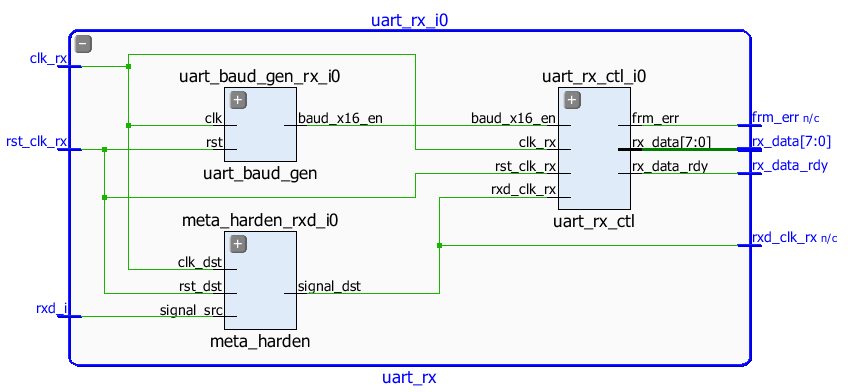 uart_rx_i0
clk_rx
rst_clk_rx
rxd_i
uart_baud_gen_rx_i0
clk
rst
baud_x16_en
uart_baud_gen
meta_harden_rxd_i0
clk_dst
rst_dst
signal_src
signal_dst
meta_harden
uart_rx_ctl_i0
baud_x16_en
clk_rx
rst_clk_rx
rxd_clk_rx
frm_err
rx_data[7:0]
rx_data_rdy
uart_rx_ctl
frm_err n/c
rx_data[7:0]
rx_data_rdy
rxd_clk_rx n/c
uart_rx